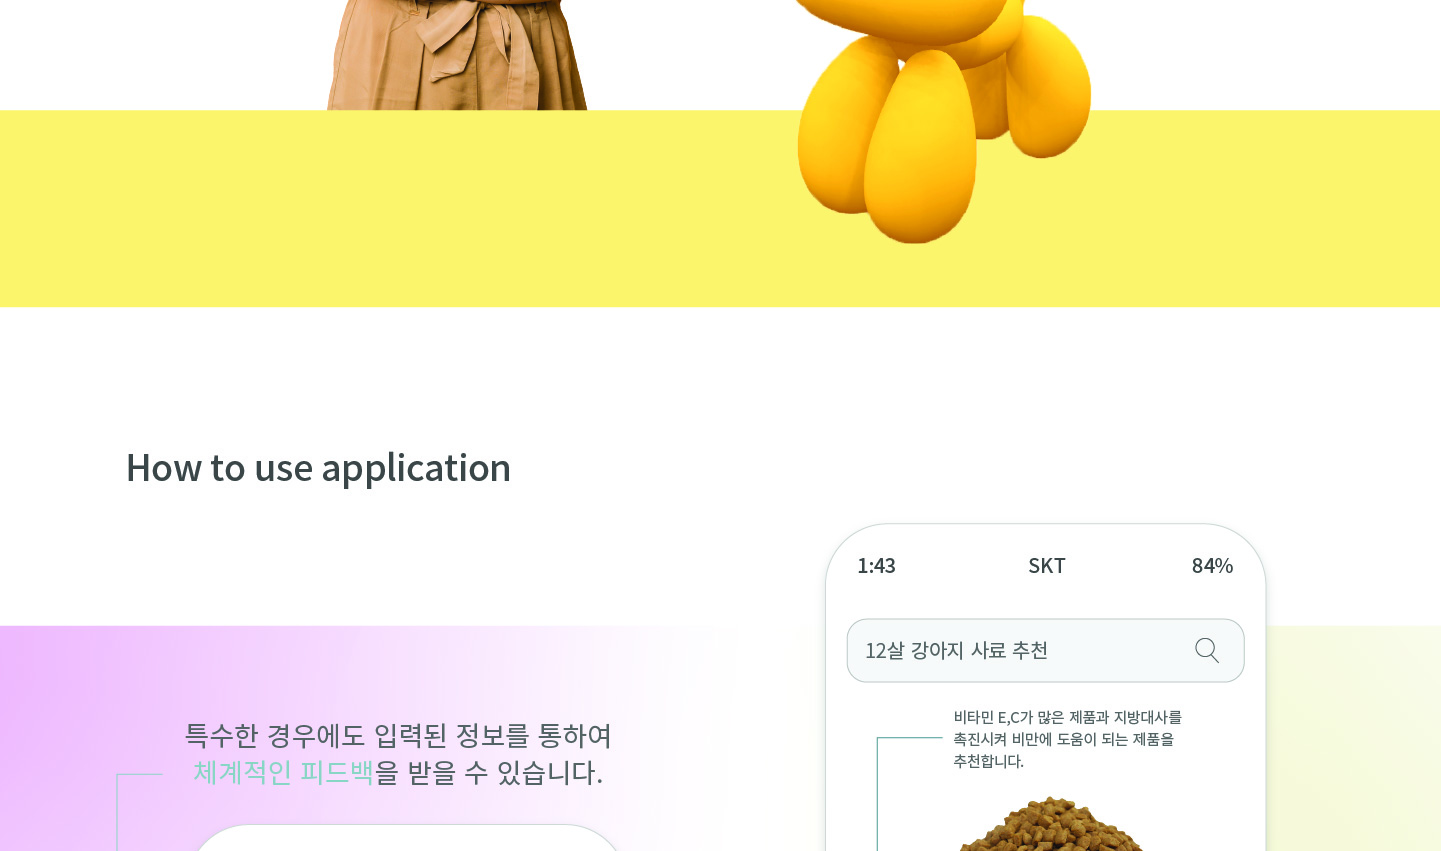 How to use application
1:43 SKT 84%
12살 강아지 사료 추천
비타민 E,C가 많은 제품과 지방대사를
촉진시켜 비만에 도움이 되는 제품을
추천합니다.
특수한 경우에도 입력된 정보를 통하여
체계적인 피드백을 받을 수 있습니다.